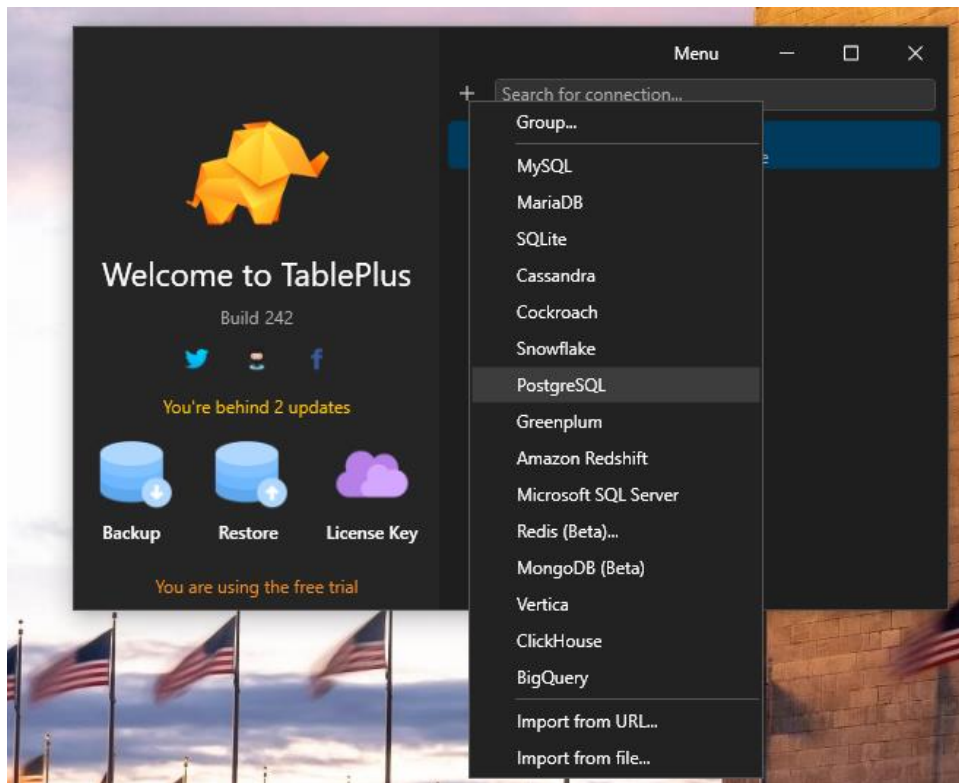 Menu
Search for connection...
Group...
MySQL
MariaDB
SQLite
Cassandra
Cockroach
Snowflake
PostgreSQL
Greenplum
Amazon Redshift
Microsoft SQL Server
Redis (Beta)...
MongoDB (Beta)
Vertica
ClickHouse
BigQuery
Import from URL...
Import from file...
Welcome to TablePlus
Build 242
You're behind 2 updates
Backup
Restore
License Key
You are using the free trial